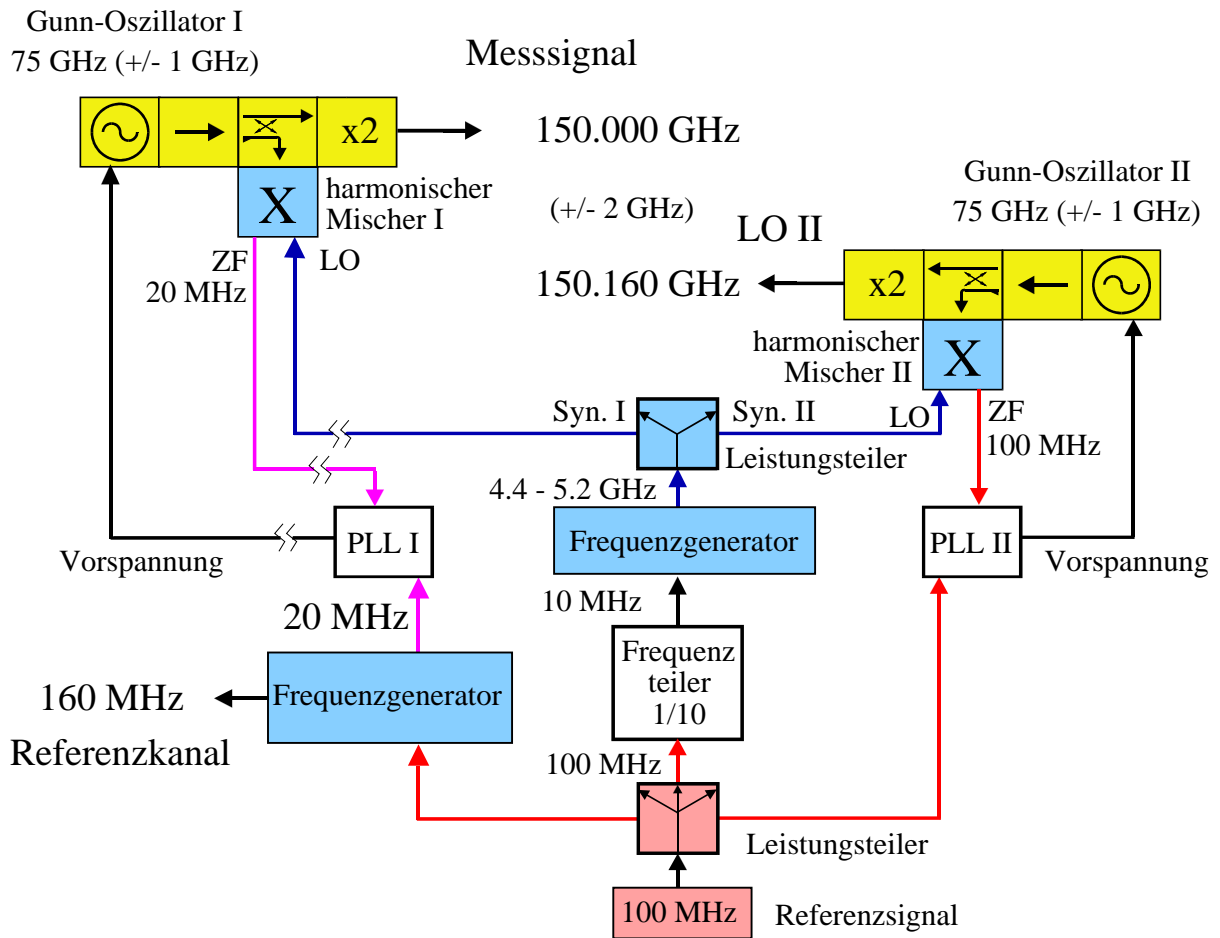 Gunn-Oszillator I
75 GHz (+/- 1 GHz)
Messsignal
x2
150.000 GHz
X
harmonischer
Mischer I
(+/- 2 GHz)
Gunn-Oszillator II
75 GHz (+/- 1 GHz)
LO II
ZF
20 MHz
LO
150.160 GHz
x2
harmonischer
Mischer II
X
Syn. I
Syn. II
LO
ZF
100 MHz
Leistungsteiler
4.4 - 5.2 GHz
PLL I
Frequenzgenerator
PLL II
Vorspannung
Vorspannung
10 MHz
20 MHz
Frequenz
teiler
1/10
Frequenzgenerator
160 MHz
Referenzkanal
100 MHz
Leistungsteiler
100 MHz
Referenzsignal